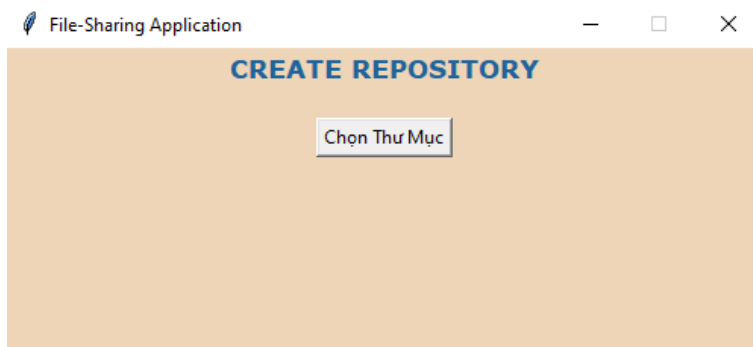 File-Sharing Application
CREATE REPOSITORY
Chọn Thư Mục